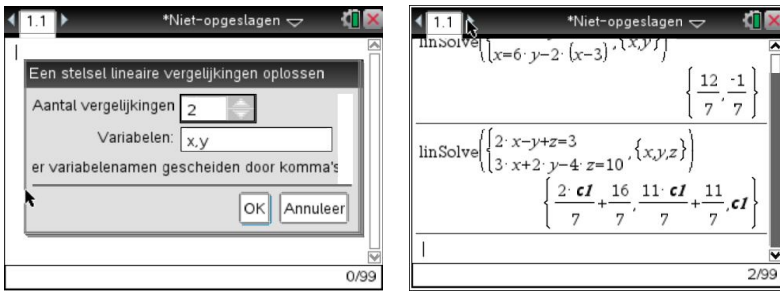 1.1 *Niet-opgeslagen
Een stelsel lineaire vergelijkingen oplossen
Aantal vergelijkingen 2
Variabelen: x,y
er variabelenamen gescheiden door komma's
OK Annuleer
0/99
1.1 *Niet-opgeslagen
x=6·y-2·(x-3) ,{x,y}
{12/7, -1/7}
linSolve({2·x-y+z=3
3·x+2·y-4·z=10 ,{x,y,z})
{2·c1/7+16/7, 11·c1/7+11/7, c1}
2/99